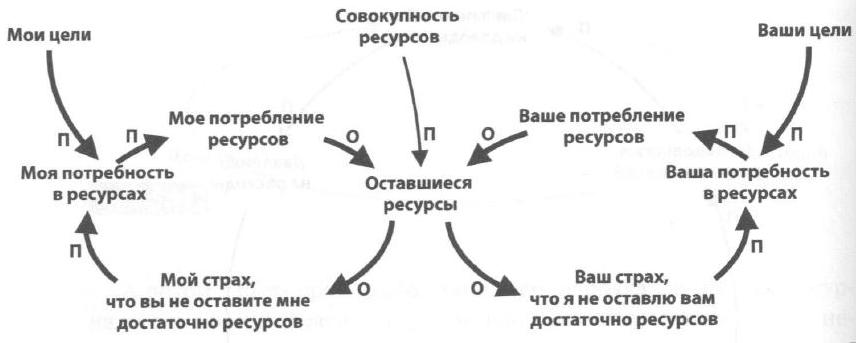 Мои цели
Совокупность
ресурсов
Ваши цели
П
П
Мое потребление
ресурсов
О
П
О
Ваше потребление
ресурсов
П
П
Моя потребность
в ресурсах
Оставшиеся
ресурсы
Ваша потребность
в ресурсах
П
О
О
П
Мой страх,
что вы не оставите мне
достаточно ресурсов
Ваш страх,
что я не оставлю вам
достаточно ресурсов